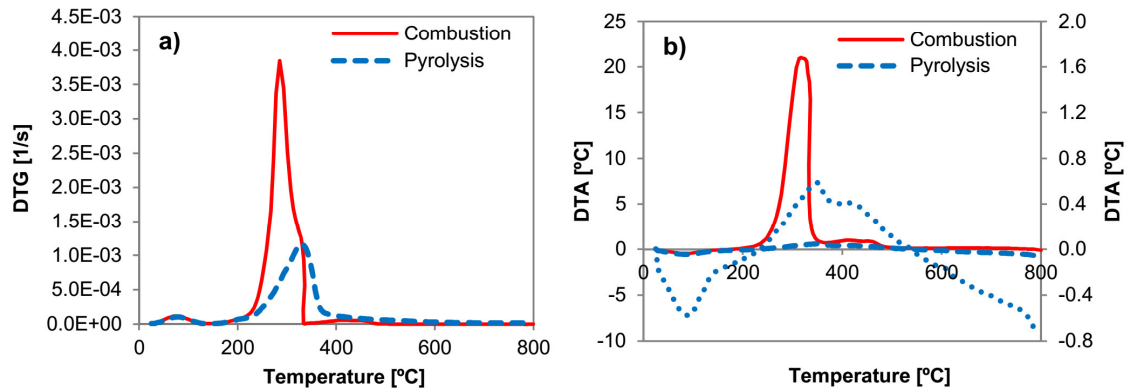 a)
Combustion
Pyrolysis
4.5E-03
4.0E-03
3.5E-03
3.0E-03
2.5E-03
2.0E-03
1.5E-03
1.0E-03
5.0E-04
0.0E+00
DTG [1/s]
0 200 400 600 800
Temperature [ºC]
b)
Combustion
Pyrolysis
25
20
15
10
5
0
-5
-10
DTA [ºC]
0 200 400 600 800
2.0
1.6
1.2
0.8
0.4
0.0
-0.4
-0.8
DTA [ºC]
Temperature [ºC]